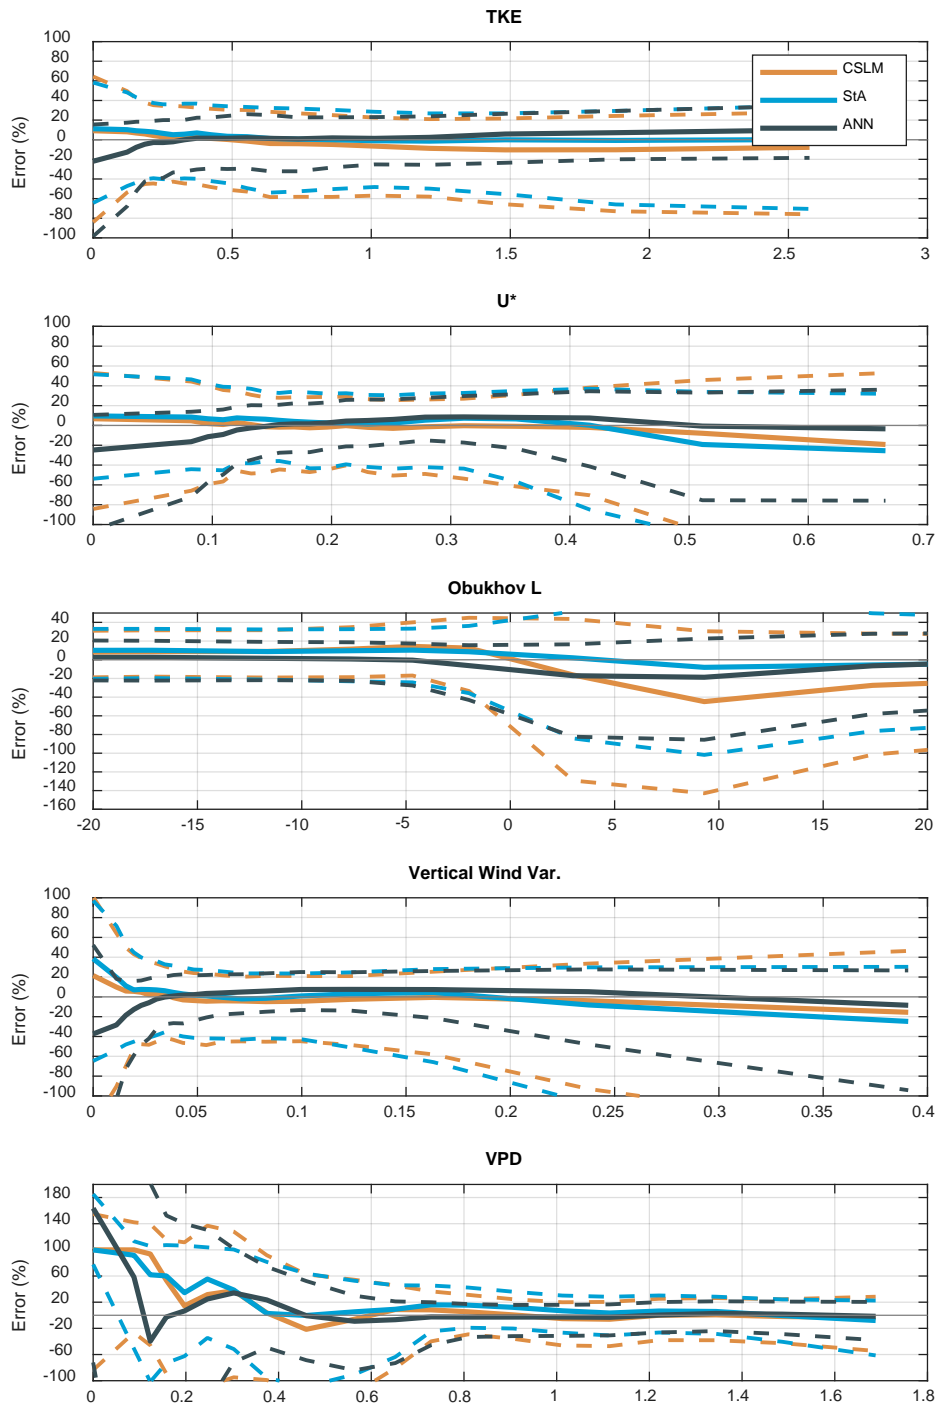 TKE
100
80
60
40
20
0
-20
-40
-60
-80
-100
Error (%)
0 0.5 1 1.5 2 2.5 3
CSLM
StA
ANN
U*
100
80
60
40
20
0
-20
-40
-60
-80
-100
Error (%)
0 0.1 0.2 0.3 0.4 0.5 0.6 0.7
Obukhov L
40
20
0
-20
-40
-60
-80
-100
-120
-140
-160
Error (%)
-20 -15 -10 -5 0 5 10 15 20
Vertical Wind Var.
100
80
60
40
20
0
-20
-40
-60
-80
-100
Error (%)
0 0.05 0.1 0.15 0.2 0.25 0.3 0.35 0.4
VPD
180
140
100
60
20
-20
-60
-100
Error (%)
0 0.2 0.4 0.6 0.8 1 1.2 1.4 1.6 1.8